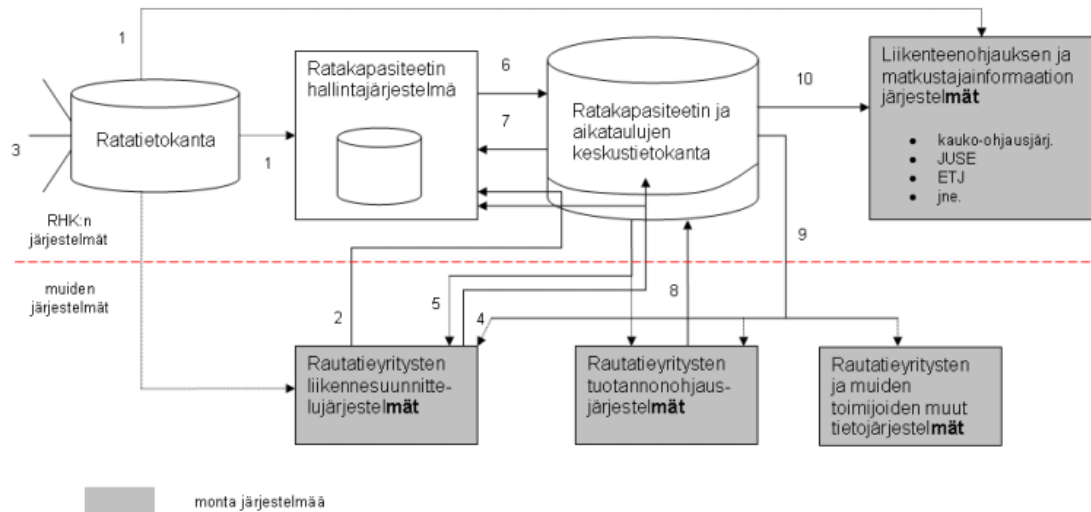 1
Ratatietokanta
3
1
RHK:n
järjestelmät
muiden
järjestelmät
Ratakapasiteetin
hallintajärjestelmä
6
7
Ratakapasiteetin ja
aikataulujen
keskustietokanta
10
Liikenteenohjauksen ja
matkustajainformaation
järjestelmät
• kauko-ohjausjärj.
• JUSE
• ETJ
• jne.
9
2
5
4
8
Rautatieyritysten
liikennesuunnitte-
lujärjestelmät
Rautatieyritysten
tuotannonohjaus-
järjestelmät
Rautatieyritysten
ja muiden
toimijoiden muut
tietojärjestelmät
monta järjestelmää